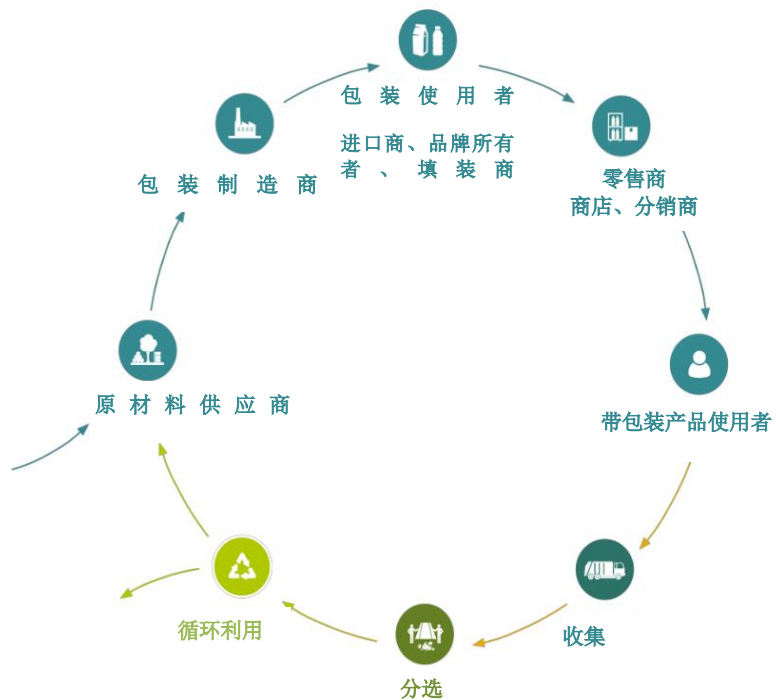 包装使用者
进口商、品牌所有
者、填装商
包装制造商
零售商
商店、分销商
原材料供应商
带包装产品使用者
循环利用
收集
分选